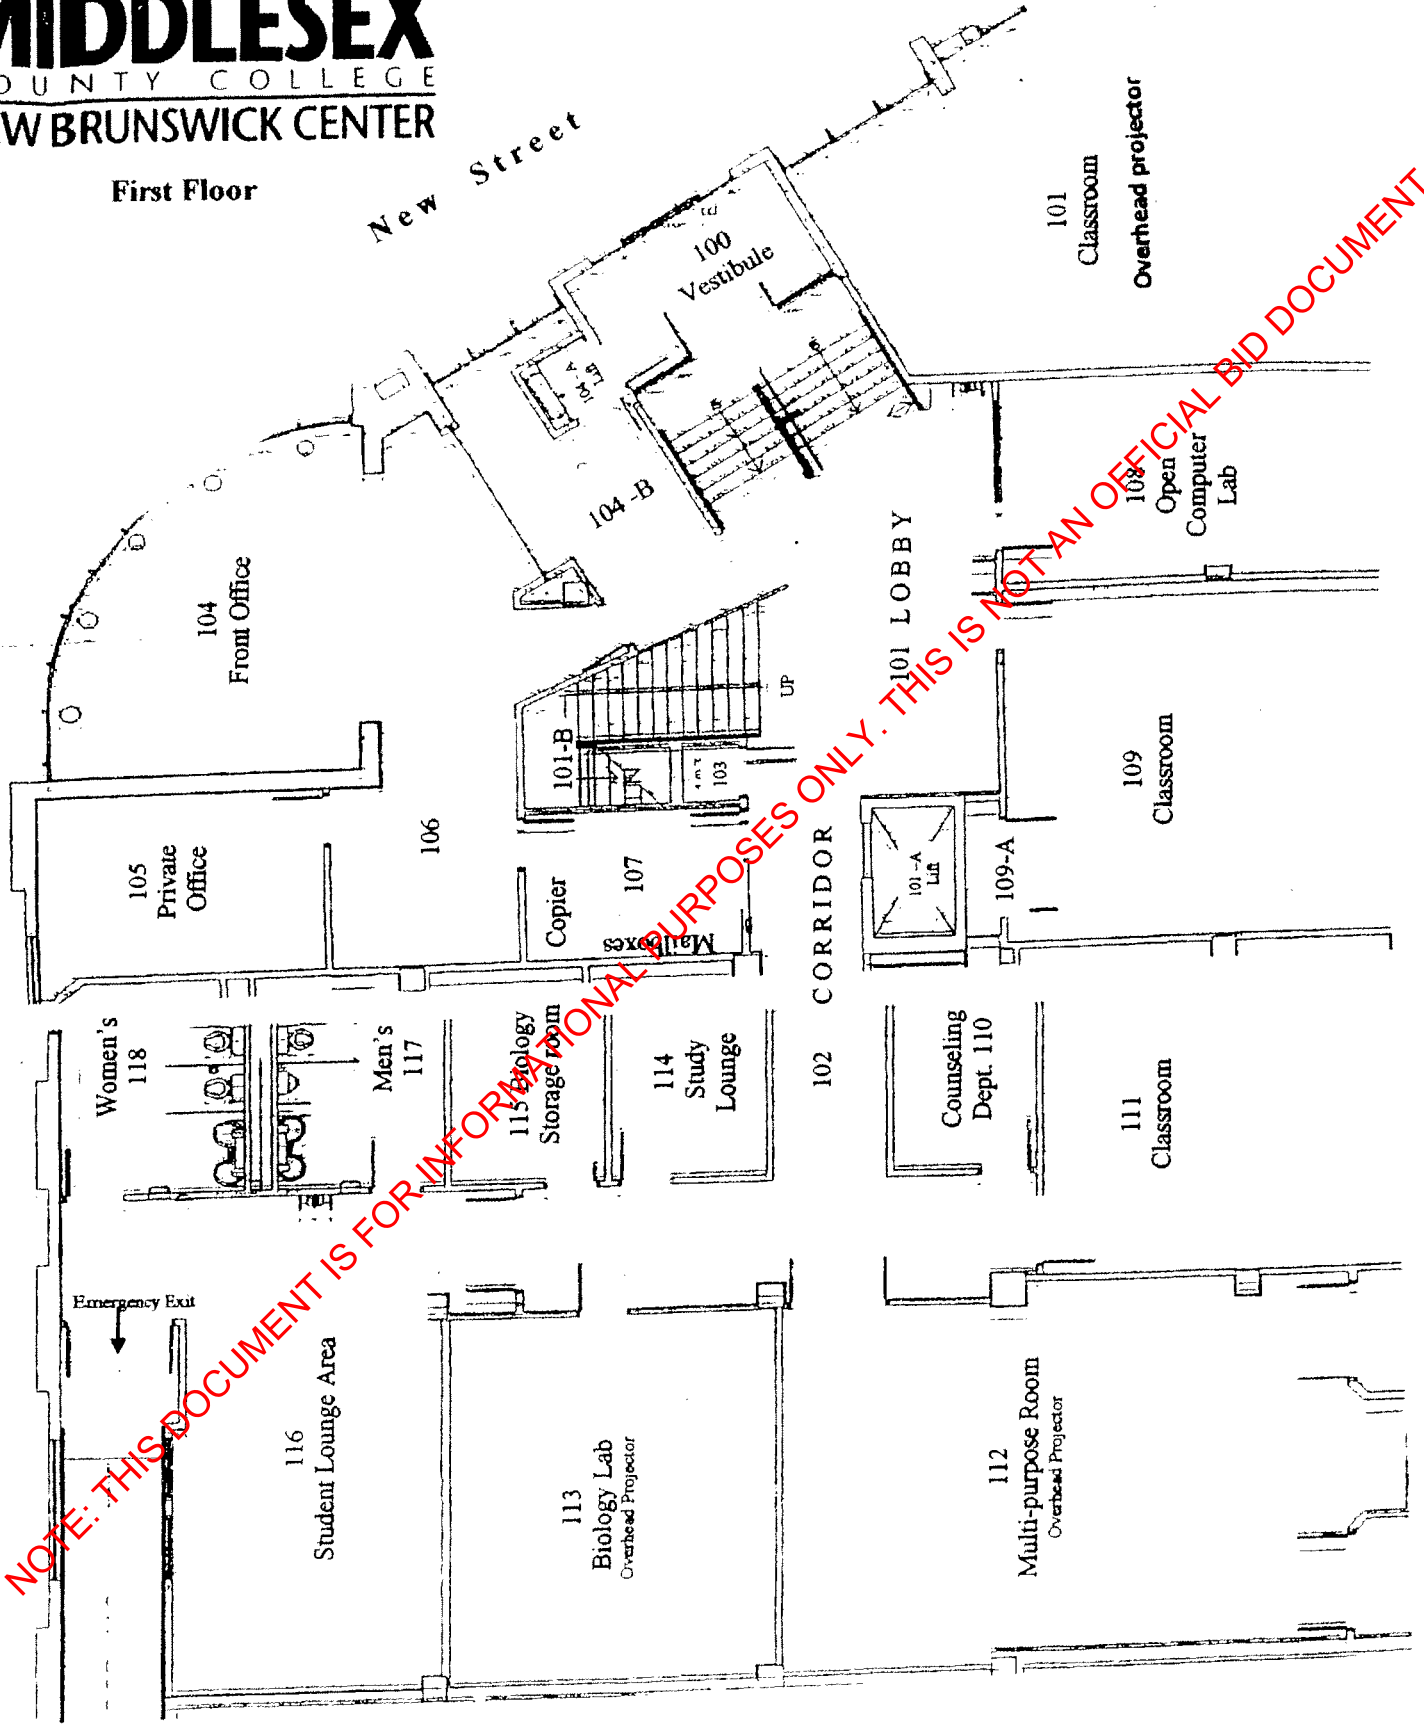 MIDDLESEX
OUNTY COLLEGE
W BRUNSWICK CENTER
First Floor
New Street
100
Vestibule
101
Classroom
Overhead projector
104-A
104-B
104
Front Office
108
Open
Computer
Lab
101 LOBBY
UP
101-B
103
105
Private
Office
106
107
Copier
Mailboxes
109
Classroom
109-A
101-A
Lift
102 CORRIDOR
Women's
118
Men's
117
115 Biology
Storage room
114
Study
Lounge
Counseling
Dept. 110
111
Classroom
Emergency Exit
116
Student Lounge Area
113
Biology Lab
Overhead Projector
112
Multi-purpose Room
Overhead Projector
NOTE: THIS DOCUMENT IS FOR INFORMATIONAL PURPOSES ONLY. THIS IS NOT AN OFFICIAL BID DOCUMENT